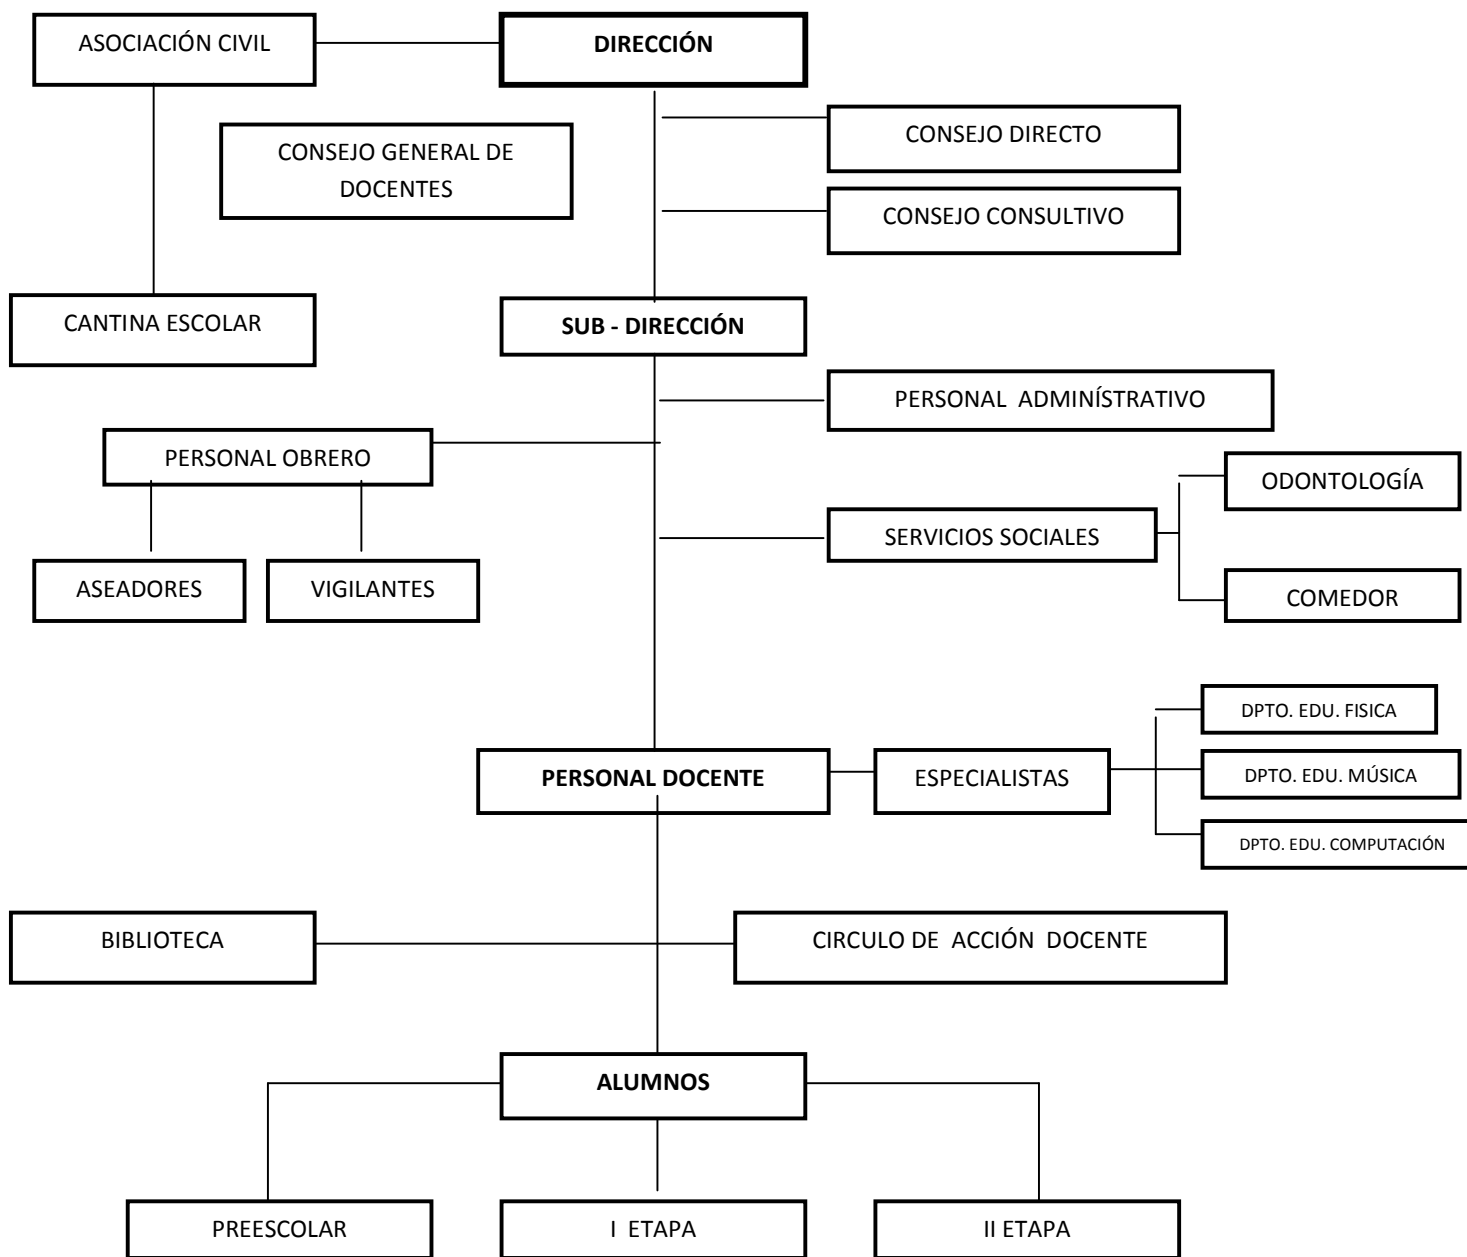 ASOCIACIÓN CIVIL
DIRECCIÓN
CONSEJO GENERAL DE
DOCENTES
CONSEJO DIRECTO
CONSEJO CONSULTIVO
CANTINA ESCOLAR
SUB - DIRECCIÓN
PERSONAL  ADMINÍSTRATIVO
PERSONAL OBRERO
ODONTOLOGÍA
SERVICIOS SOCIALES
ASEADORES
VIGILANTES
COMEDOR
DPTO. EDU. FISICA
PERSONAL DOCENTE
ESPECIALISTAS
DPTO. EDU. MÚSICA
DPTO. EDU. COMPUTACIÓN
BIBLIOTECA
CIRCULO DE  ACCIÓN  DOCENTE
ALUMNOS
PREESCOLAR
I  ETAPA
II ETAPA